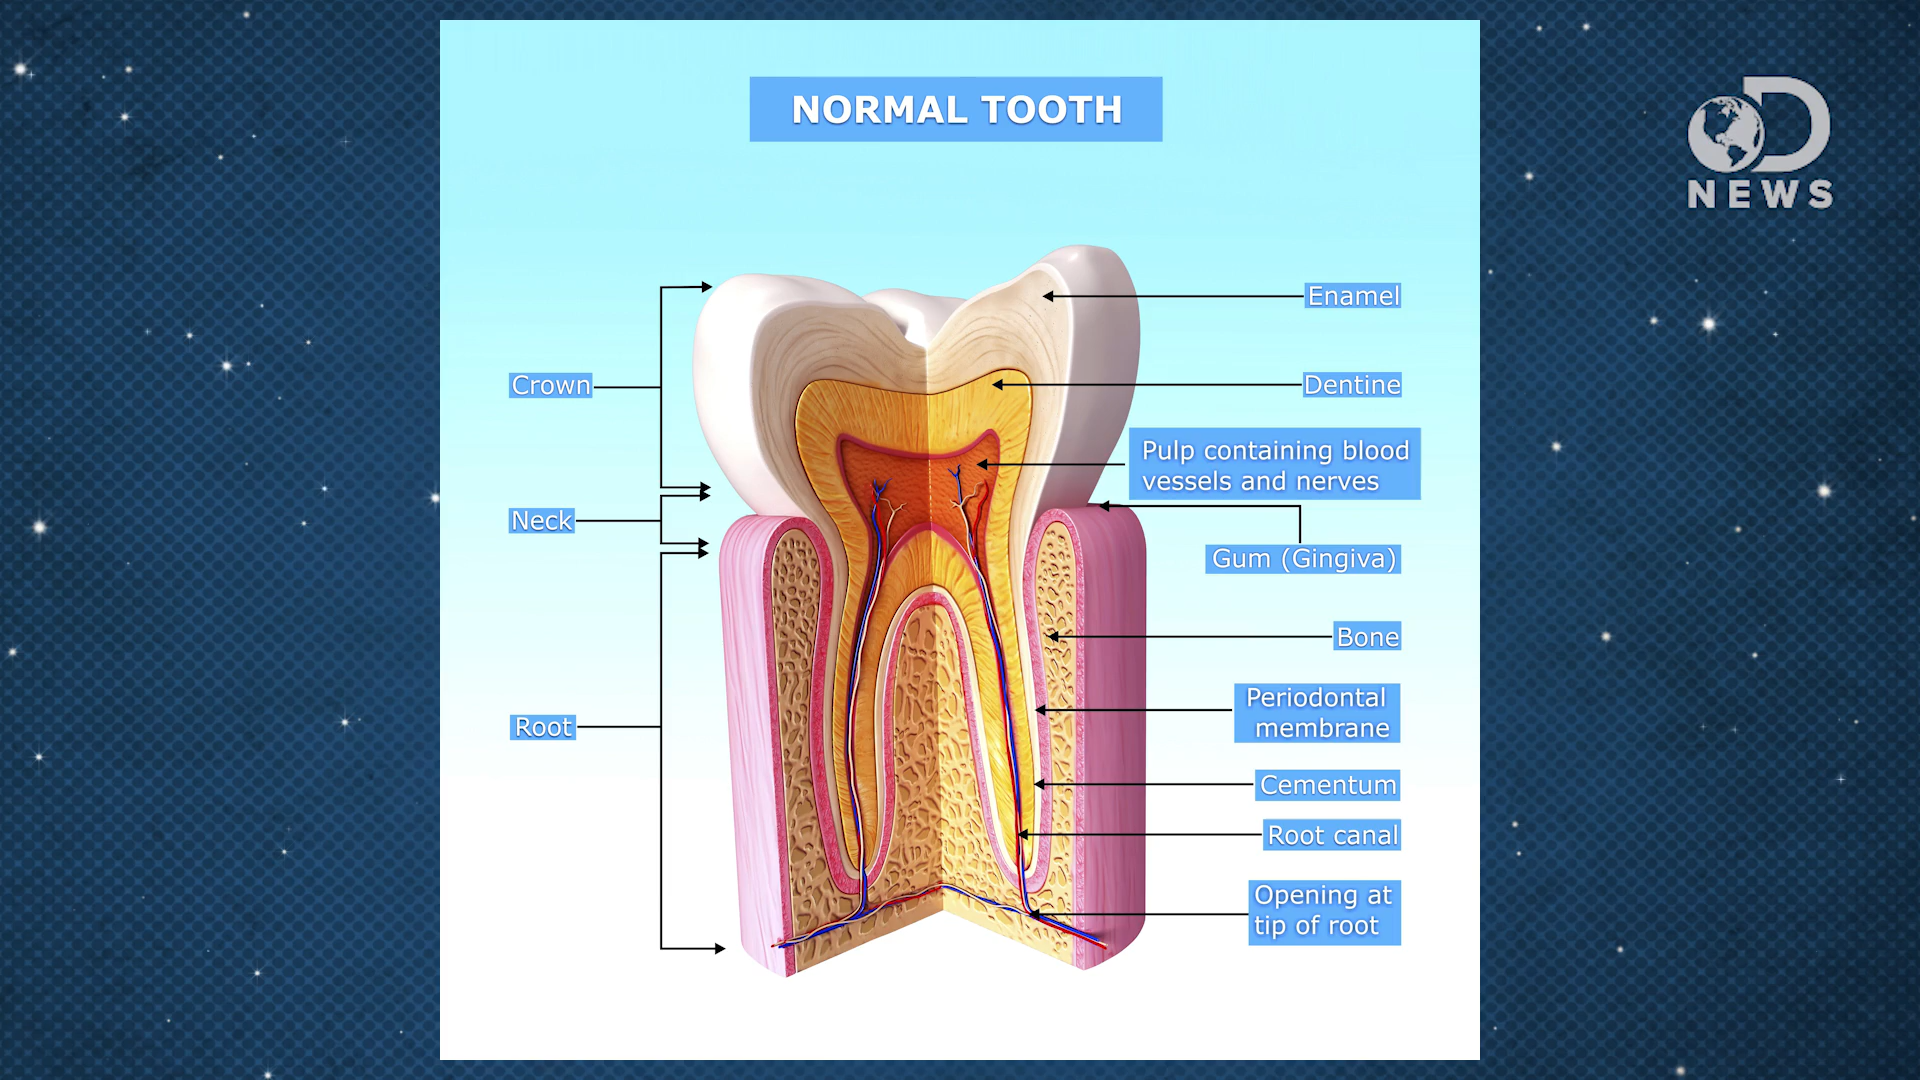 NORMAL TOOTH
D
NEWS
Enamel
Crown
Dentine
Pulp containing blood
vessels and nerves
Neck
Gum (Gingiva)
Bone
Periodontal
membrane
Root
Cementum
Root canal
Opening at
tip of root